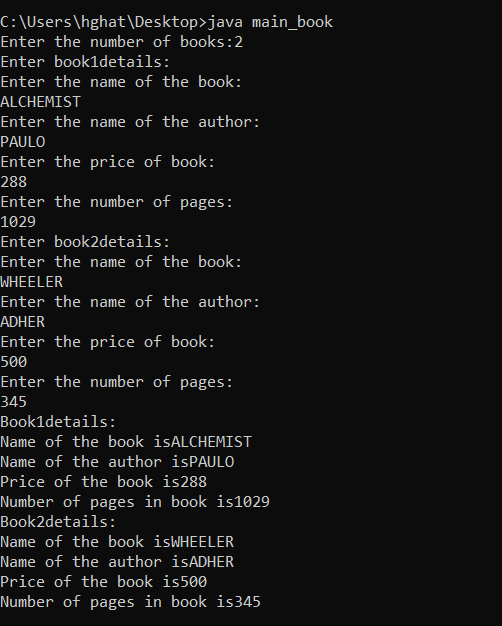 C:\Users\hghat\Desktop>java main_book
Enter the number of books:2
Enter book1details:
Enter the name of the book:
ALCHEMIST
Enter the name of the author:
PAULO
Enter the price of book:
288
Enter the number of pages:
1029
Enter book2details:
Enter the name of the book:
WHEELER
Enter the name of the author:
ADHER
Enter the price of book:
500
Enter the number of pages:
345
Book1details:
Name of the book isALCHEMIST
Name of the author isPAULO
Price of the book is288
Number of pages in book is1029
Book2details:
Name of the book isWHEELER
Name of the author isADHER
Price of the book is500
Number of pages in book is345